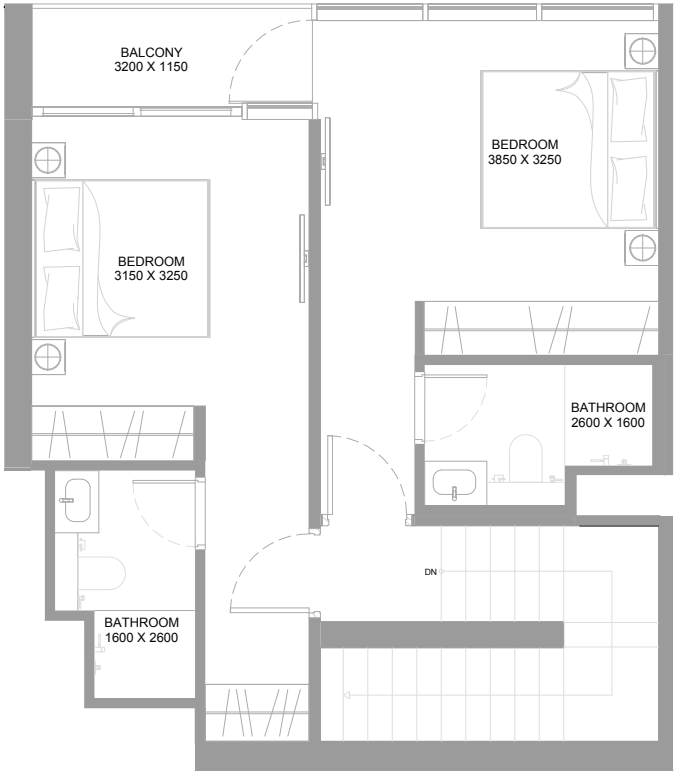 BALCONY
3200 X 1150
BEDROOM
3850 X 3250
BEDROOM
3150 X 3250
BATHROOM
2600 X 1600
DN
BATHROOM
1600 X 2600